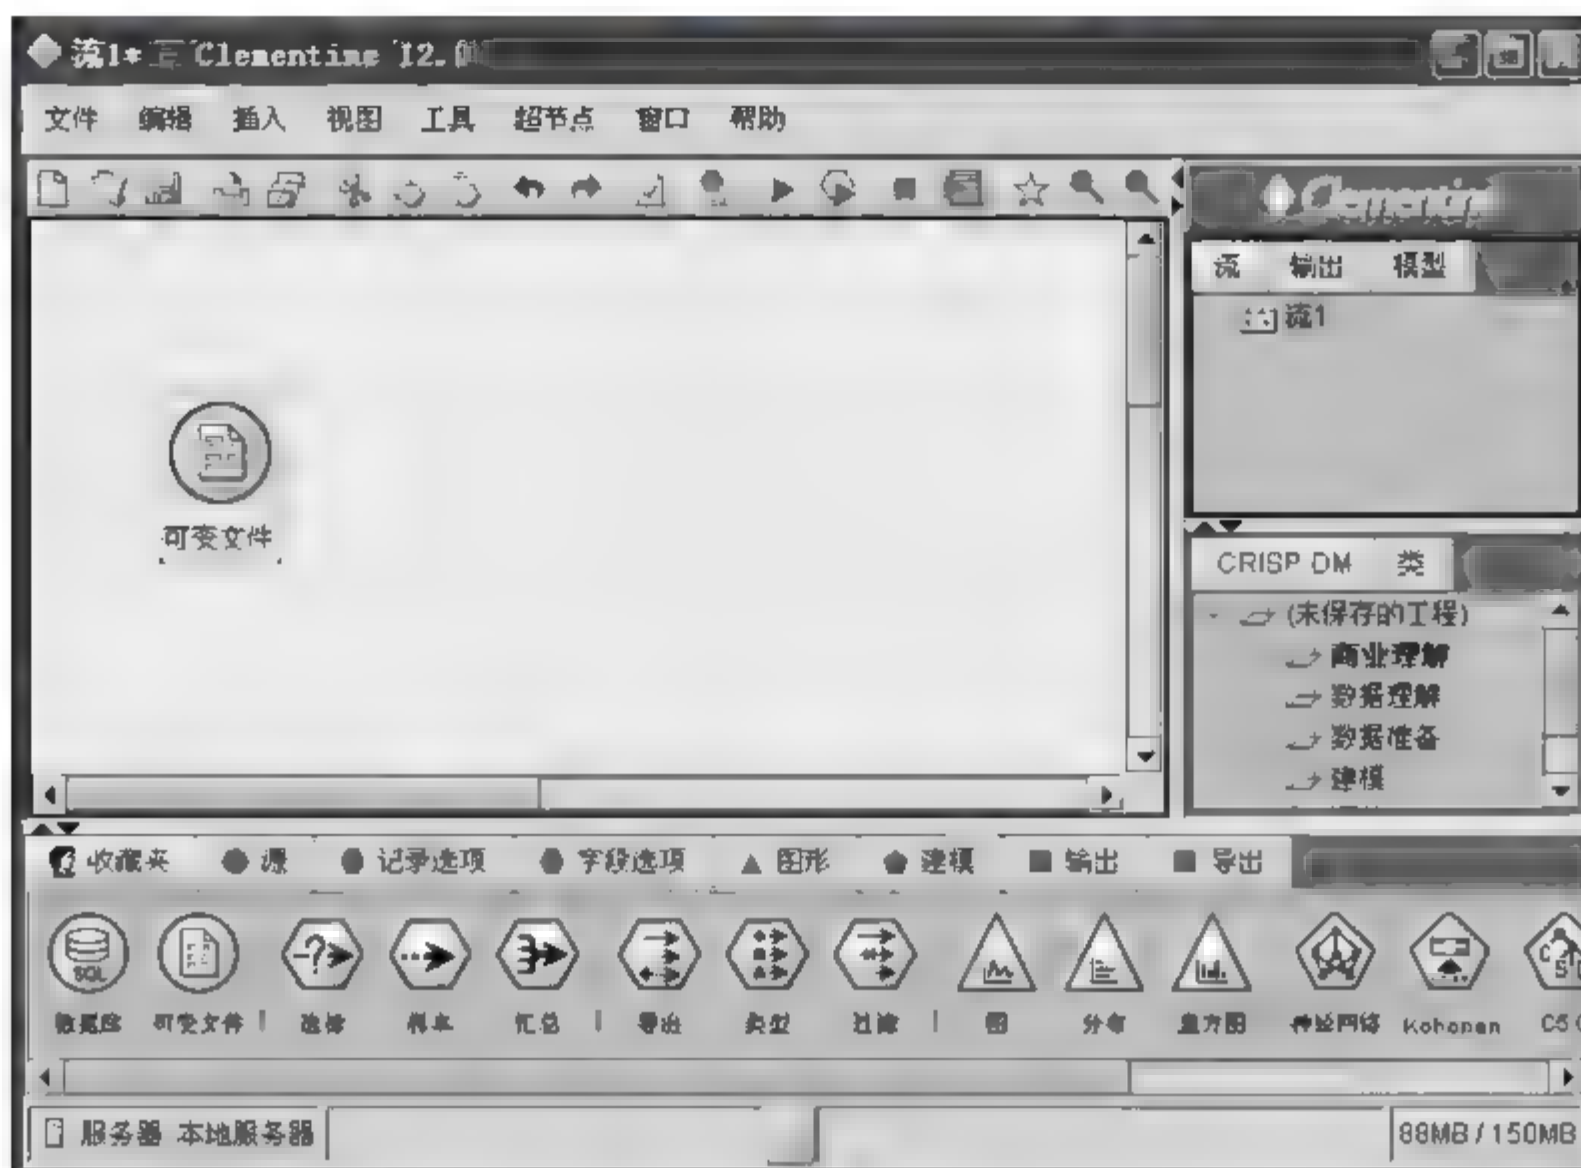 流1* Clementine 12.
文件 编辑 插入 视图 工具 超节点 窗口 帮助
Clementine
流 输出 模型
流1
可变文件
CRISP-DM 类
(未保存的工程)
商业理解
数据理解
数据准备
建模
收藏夹 源 记录选项 字段选项 图形 建模 输出 导出
SQL
数据库 可变文件 选择 样本 汇总 导出 类型 过滤 图 分布 直方图 神经网络 Kohonen
服务器 本地服务器
88MB / 150MB